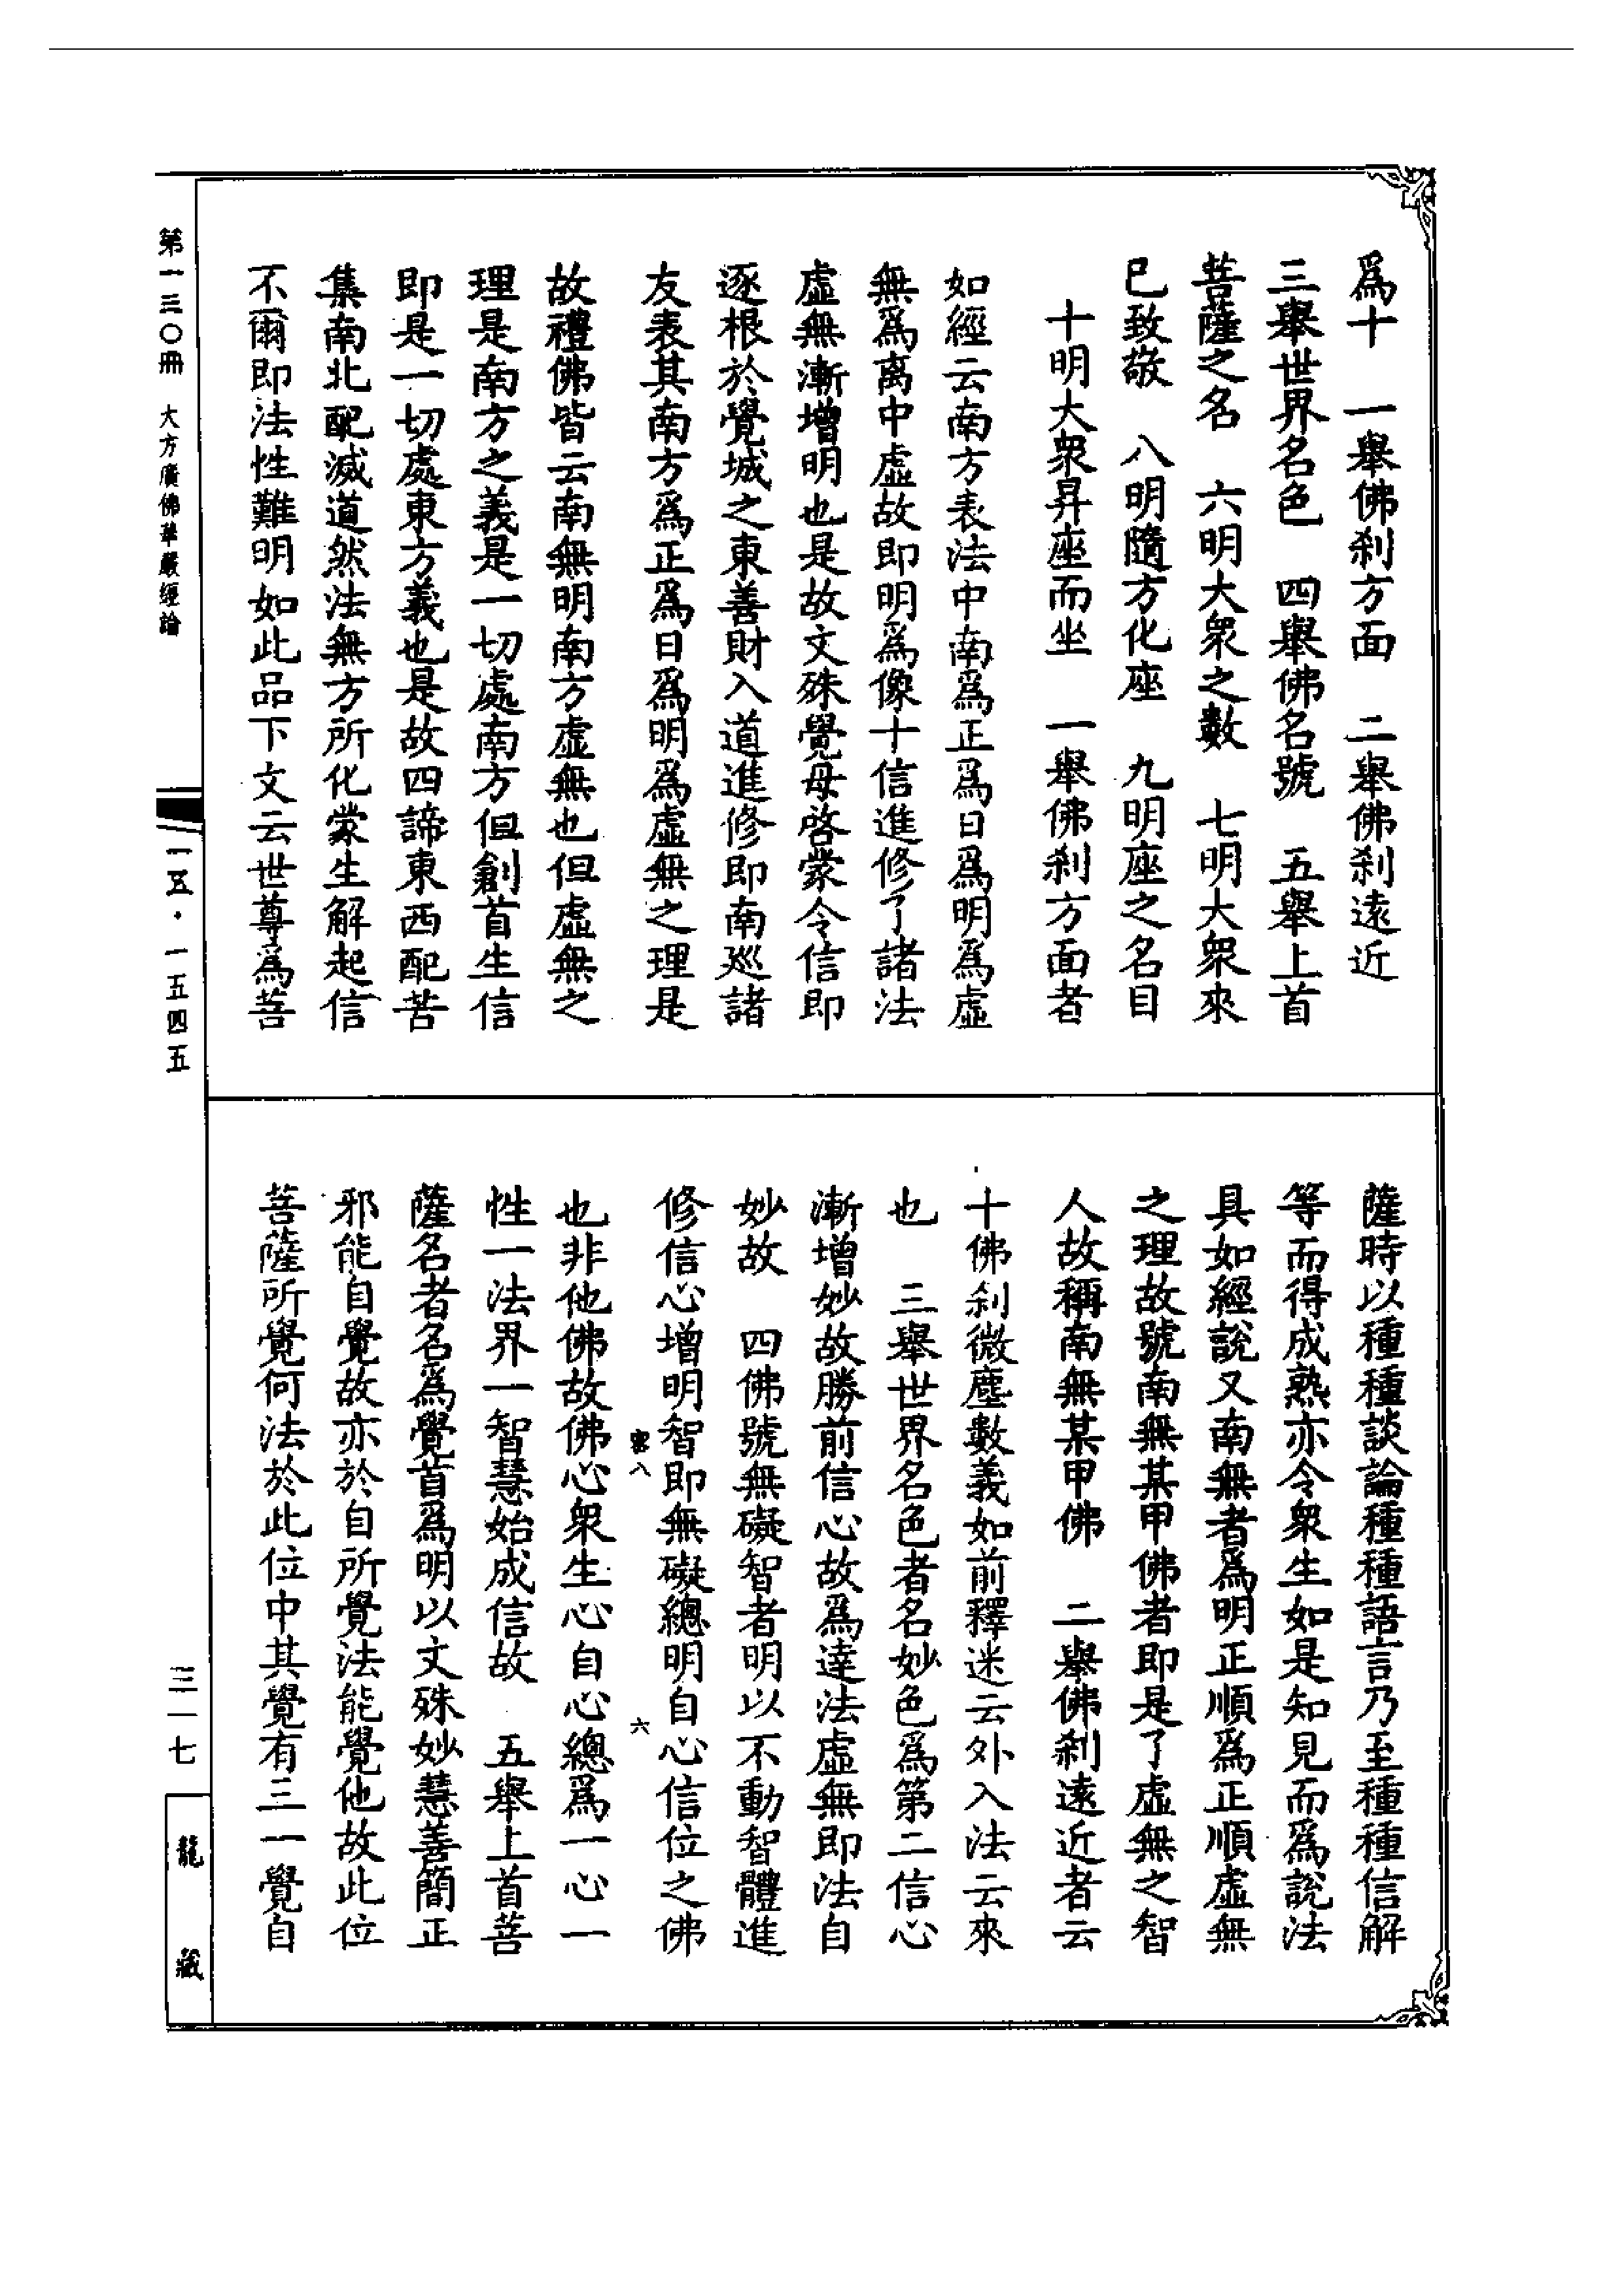 爲十　一舉佛刹方面　二舉佛刹遠近
三舉世界名色　四舉佛名號　五舉上首
菩薩之名　六明大衆之數　七明大衆來
已致敬　八明隨方化座　九明座之名目
十明大衆昇座而坐　一舉佛刹方面者
如經云南方表法中南爲正爲日爲明爲虛
無爲离中虛故即明爲像十信進修了諸法
虛無漸增明也是故文殊覺母啓蒙令信即
逐根於覺城之東善財入道進修即南巡諸
友表其南方爲正爲日爲明爲虛無之理是
故禮佛皆云南無明南方虛無也但虛無之
理是南方之義是一切處南方但創首生信
即是一切處東方義也是故四諦東西配苦
集南北配滅道然法無方所化蒙生解起信
不爾即法性難明如此品下文云世尊爲菩
薩時以種種談論種種語言乃至種種信解
等而得成熟亦令衆生如是知見而爲說法
具如經說又南無者爲明正順爲正順虛無
之理故號南無某甲佛者即是了虛無之智
人故稱南無某甲佛　二舉佛刹遠近者云
十佛刹微塵數義如前釋迷云外入法云來
也　三舉世界名色者名妙色爲第二信心
漸增妙故勝前信心故爲達法虛無即法自
妙故　四佛號無礙智者明以不動智體進
修信心增明智即無礙總明自心信位之佛
密八　六
也非他佛故佛心衆生心自心總爲一心一
性一法界一智慧始成信故　五舉上首菩
薩名者名爲覺首爲明以文殊妙慧善簡正
邪能自覺故亦於自所覺法能覺他故此位
菩薩所覺何法於此位中其覺有三一覺自
第一三〇冊　大方廣佛華嚴經論
一五·一五四五
三一七
龍藏